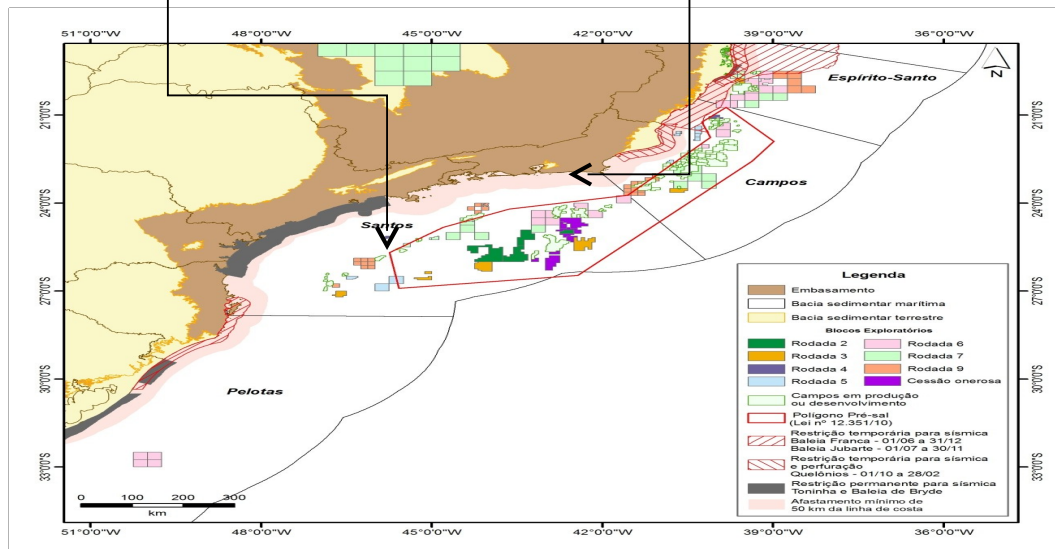 51°0'0"W 48°0'0"W 45°0'0"W 42°0'0"W 39°0'0"W 36°0'0"W
N
Espírito-Santo
21°0'0"S 21°0'0"S
Campos
24°0'0"S 24°0'0"S
Santos
27°0'0"S 27°0'0"S
Pelotas
30°0'0"S 30°0'0"S
33°0'0"S 33°0'0"S
0 100 200 300
km
51°0'0"W 48°0'0"W 45°0'0"W 42°0'0"W 39°0'0"W 36°0'0"W
Legenda
Embasamento
Bacia sedimentar marítima
Bacia sedimentar terrestre
Blocos Exploratórios
Rodada 2 Rodada 6
Rodada 3 Rodada 7
Rodada 4 Rodada 9
Rodada 5 Cessão onerosa
Campos em produção
ou desenvolvimento
Polígono Pré-sal
(Lei nº 12.351/10)
Restrição temporária para sísmica
Baleia Franca - 01/06 a 31/12
Baleia Jubarte - 01/07 a 30/11
Restrição temporária para sísmica
e perfuração
Quelônios - 01/10 a 28/02
Restrição permanente para sísmica
Toninha e Baleia de Bryde
Afastamento mínimo de
50 km da linha de costa